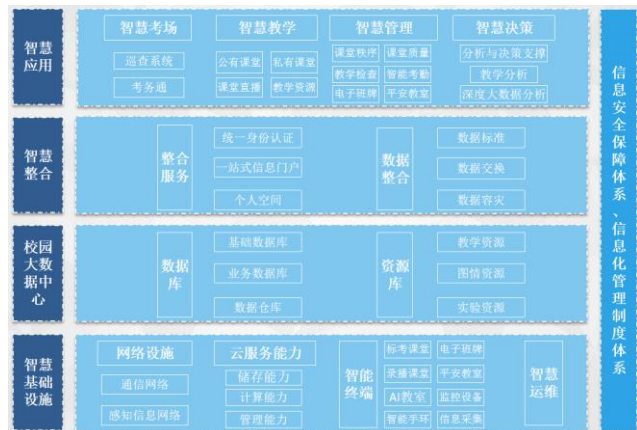 智慧
应用
智慧考场
巡查系统
考务通
智慧教学
公有课堂 私有课堂
课堂直播 教学资源
智慧管理
课堂秩序 课堂质量
教学检查 智能考勤
电子班牌 平安教室
智慧决策
分析与决策支撑
教学分析
深度大数据分析
智慧
整合
整合
服务
统一身份认证
一站式信息门户
个人空间
数据
整合
数据标准
数据交换
数据容灾
校园
大数
据中
心
数据
库
基础数据库
业务数据库
数据仓库
资源
库
教学资源
图情资源
实验资源
智慧
基础
设施
网络设施
通信网络
感知信息网络
云服务能力
储存能力
计算能力
管理能力
智能
终端
标考课堂 电子班牌
录播课堂 平安教室
AI教室 监控设备
智能手环 信息采集
智慧
运维
信息安全保障体系、信息化管理制度体系